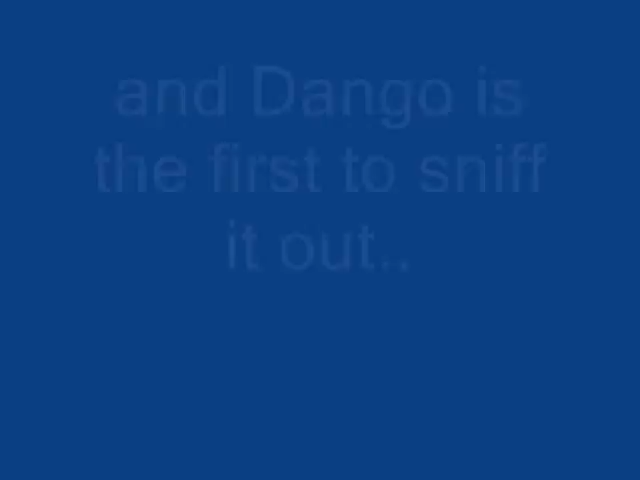 and Dango is
the first to sniff
it out..